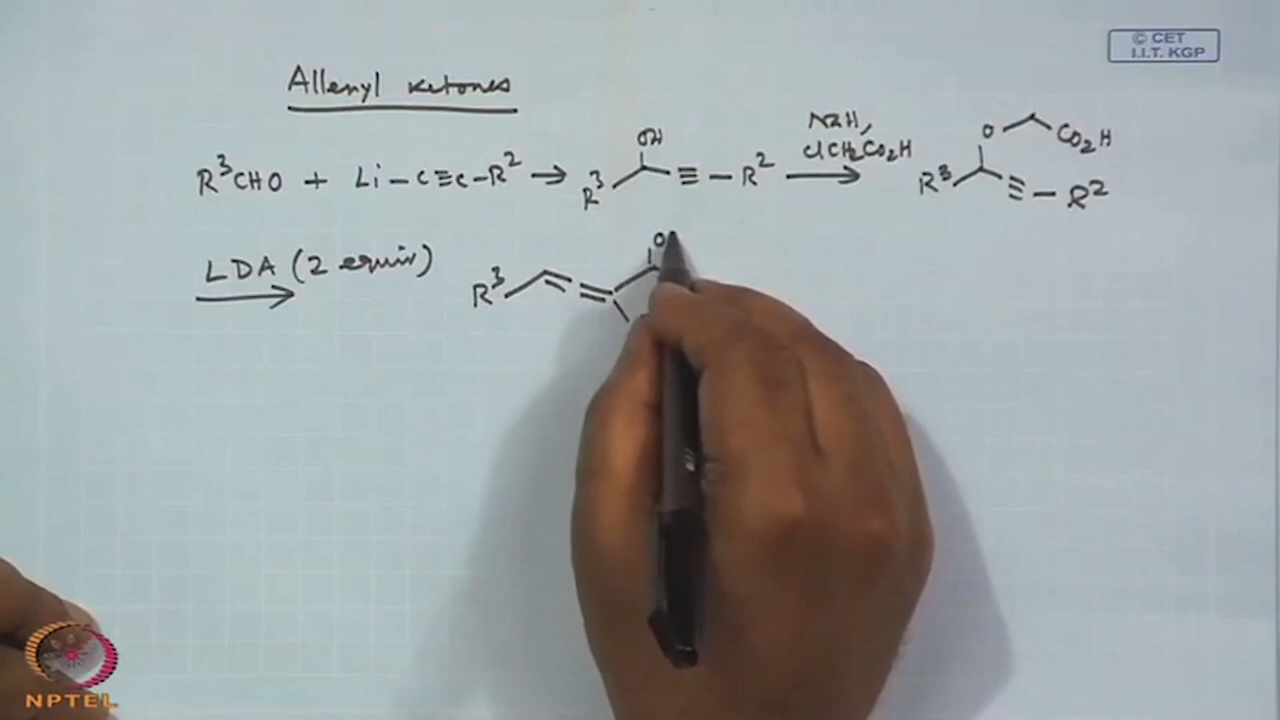 © CET
I.I.T. KGP
Allenyl ketones
R³CHO + Li–C≡C–R² → R³ OH ≡ – R² NaH, ClCH₂CO₂H → R³ O CO₂H ≡ – R²
LDA (2 equiv)
R³ O
NPTEL